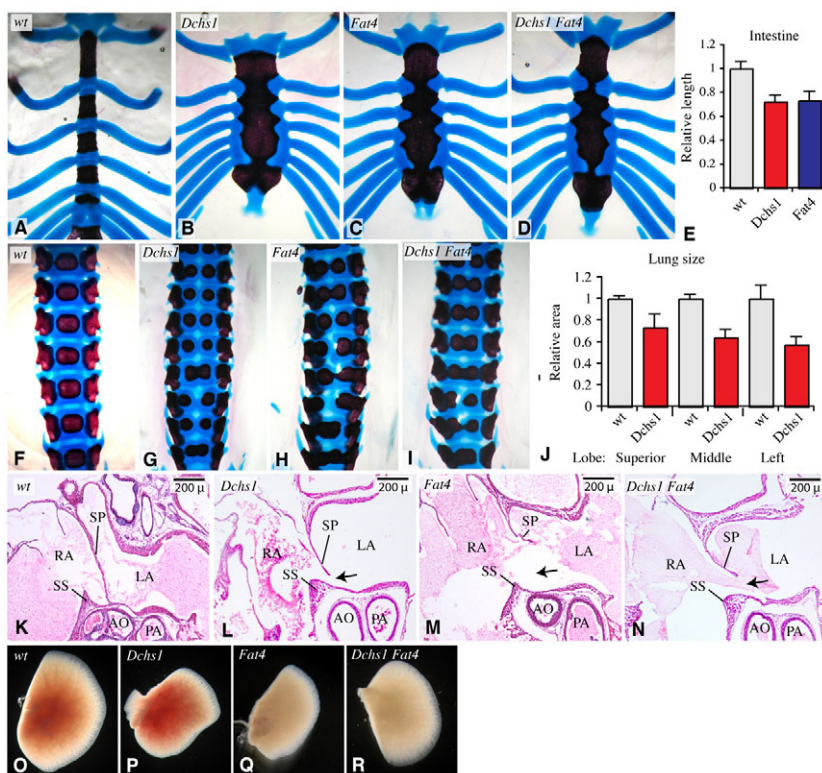 wt
Dchs1
Fat4
Dchs1 Fat4
A
B
C
D
Intestine
Relative length
1.2
1
0.8
0.6
0.4
0.2
0
wt
Dchs1
Fat4
E
wt
Dchs1
Fat4
Dchs1 Fat4
F
G
H
I
Lung size
Relative area
1.2
1
0.8
0.6
0.4
0.2
0
wt
Dchs1
wt
Dchs1
wt
Dchs1
J
Lobe: Superior Middle Left
wt
200 µ
SP
RA
LA
SS
AO
PA
K
Dchs1
200 µ
SP
RA
LA
SS
AO
PA
L
Fat4
200 µ
SP
RA
LA
SS
AO
PA
M
Dchs1 Fat4
200 µ
SP
RA
LA
SS
AO
PA
N
wt
Dchs1
Fat4
Dchs1 Fat4
O
P
Q
R